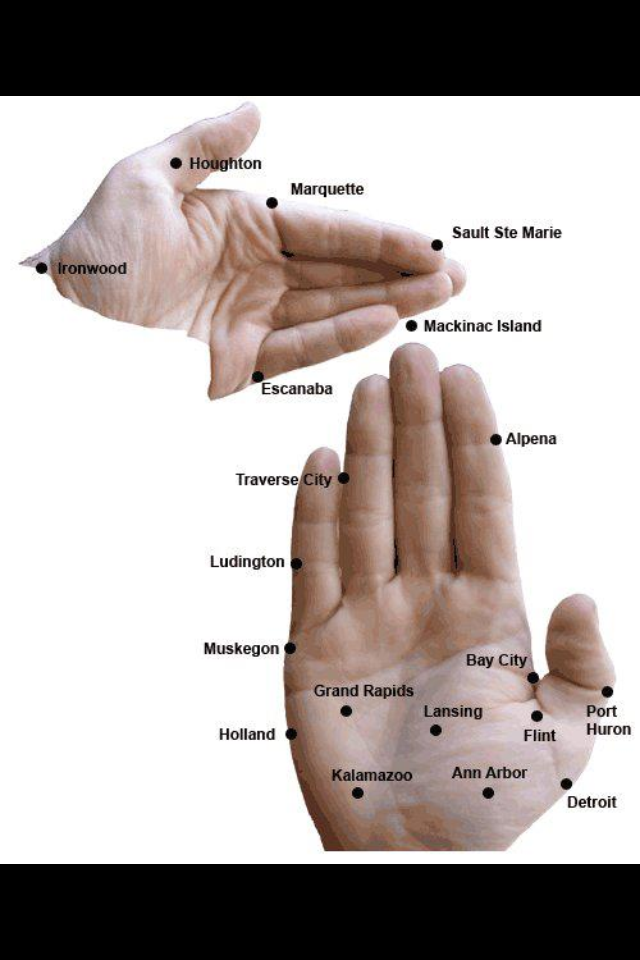 Houghton
Marquette
Sault Ste Marie
Ironwood
Mackinac Island
Escanaba
Alpena
Traverse City
Ludington
Muskegon
Bay City
Grand Rapids
Lansing
Port
Huron
Flint
Holland
Kalamazoo
Ann Arbor
Detroit